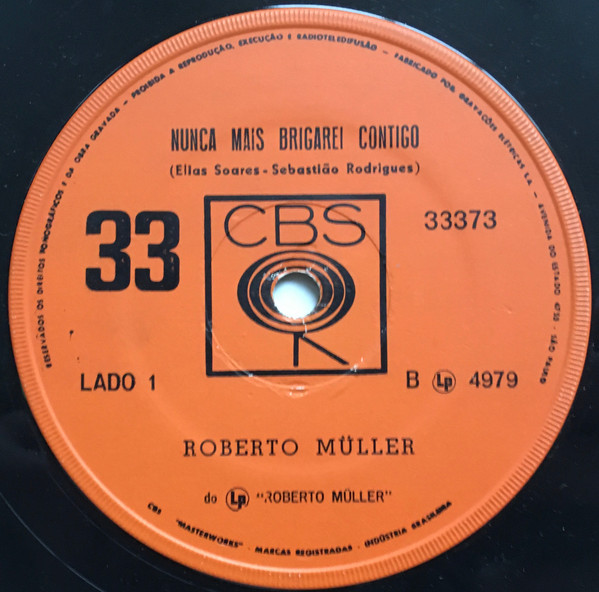 RESERVADOS OS DIREITOS FONOGRÁFICOS E DA OBRA GRAVADA - PROIBIDA A REPRODUÇÃO, EXECUÇÃO E RADIOTELEDIFUSÃO - FABRICADO POR GRAVAÇÕES ELÉTRICAS S.A. - AVENIDA DO ESTADO 4755 - SÃO PAULO
NUNCA MAIS BRIGAREI CONTIGO
(Elias Soares - Sebastião Rodrigues)
33
CBS
33373
LADO 1
B Lp 4979
ROBERTO MÜLLER
do Lp "ROBERTO MÜLLER"
CBS "MASTERWORKS" - MARCAS REGISTRADAS - INDÚSTRIA BRASILEIRA